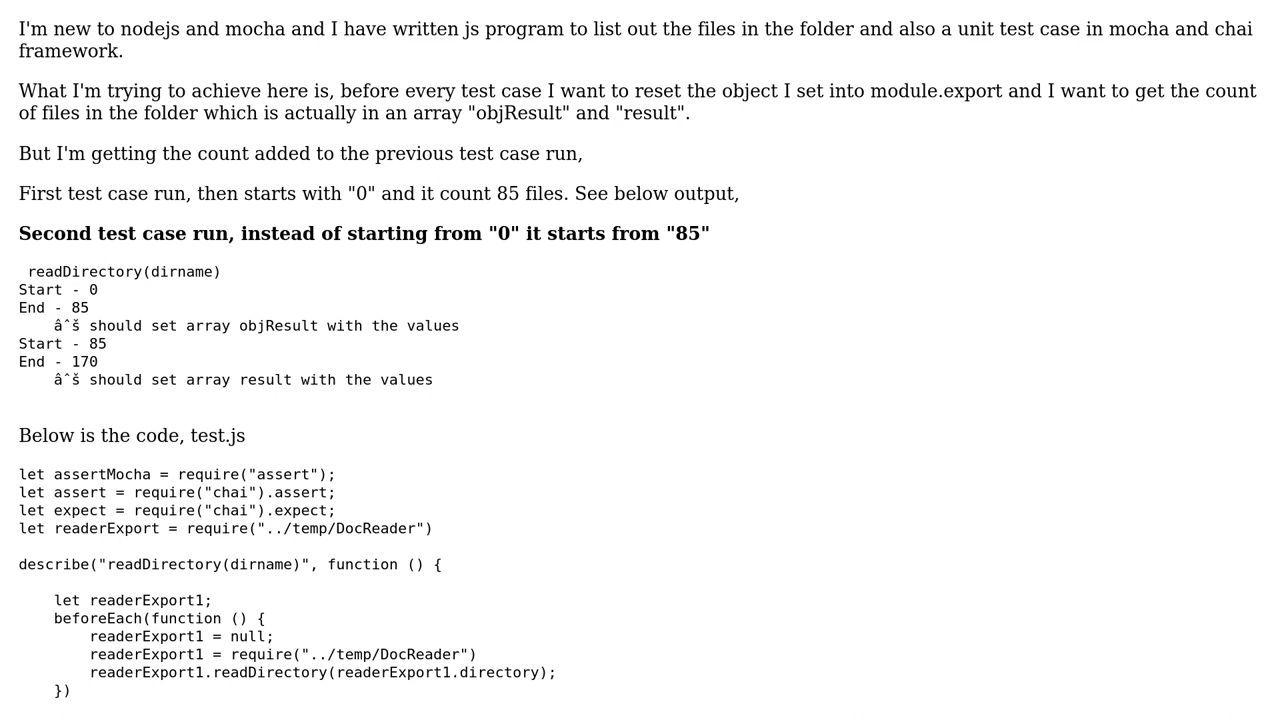 I'm new to nodejs and mocha and I have written js program to list out the files in the folder and also a unit test case in mocha and chai
framework.
What I'm trying to achieve here is, before every test case I want to reset the object I set into module.export and I want to get the count
of files in the folder which is actually in an array "objResult" and "result".
But I'm getting the count added to the previous test case run,
First test case run, then starts with "0" and it count 85 files. See below output,
Second test case run, instead of starting from "0" it starts from "85"
 readDirectory(dirname)
Start - 0
End - 85
    âˆš should set array objResult with the values
Start - 85
End - 170
    âˆš should set array result with the values
Below is the code, test.js
let assertMocha = require("assert");
let assert = require("chai").assert;
let expect = require("chai").expect;
let readerExport = require("../temp/DocReader")
describe("readDirectory(dirname)", function () {
    let readerExport1;
    beforeEach(function () {
        readerExport1 = null;
        readerExport1 = require("../temp/DocReader")
        readerExport1.readDirectory(readerExport1.directory);
    })